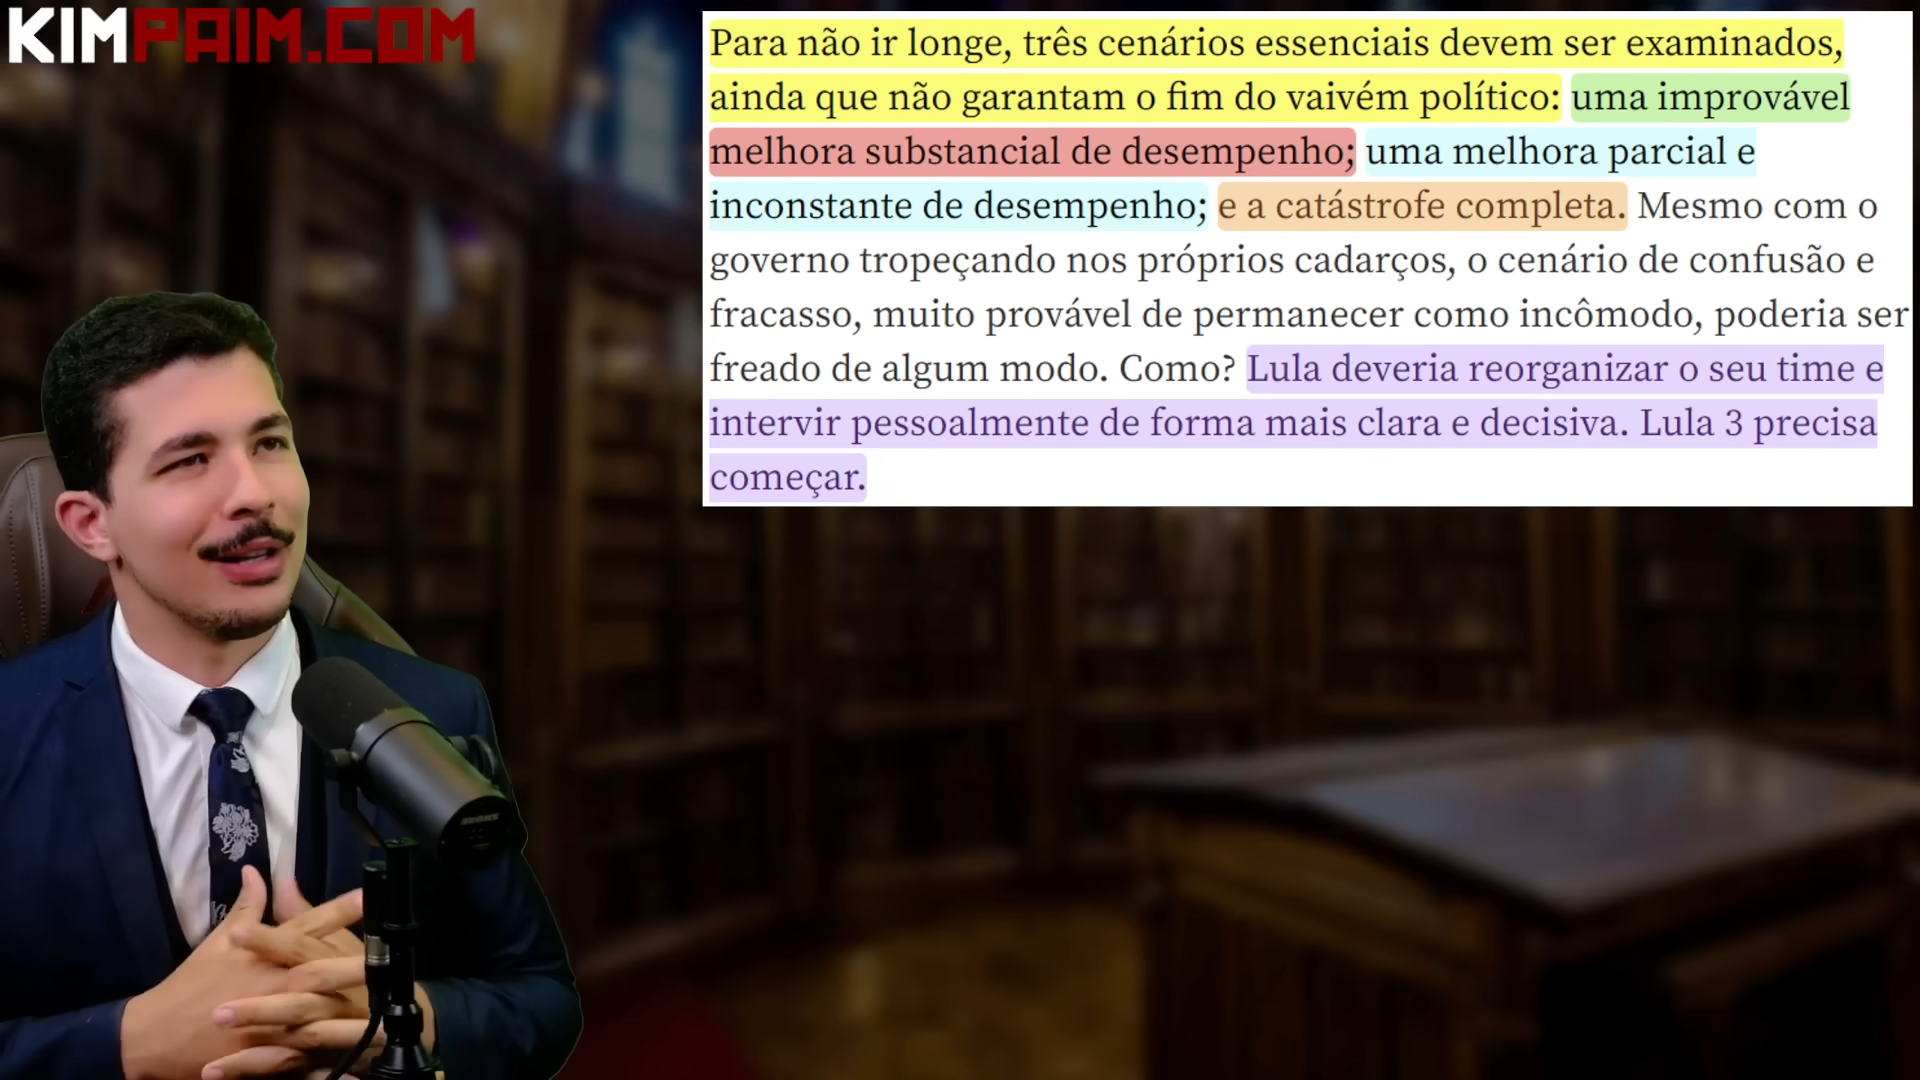 KIMPAIM.COM
Para não ir longe, três cenários essenciais devem ser examinados,
ainda que não garantam o fim do vaivém político: uma improvável
melhora substancial de desempenho; uma melhora parcial e
inconstante de desempenho; e a catástrofe completa. Mesmo com o
governo tropeçando nos próprios cadarços, o cenário de confusão e
fracasso, muito provável de permanecer como incômodo, poderia ser
freado de algum modo. Como? Lula deveria reorganizar o seu time e
intervir pessoalmente de forma mais clara e decisiva. Lula 3 precisa
começar.